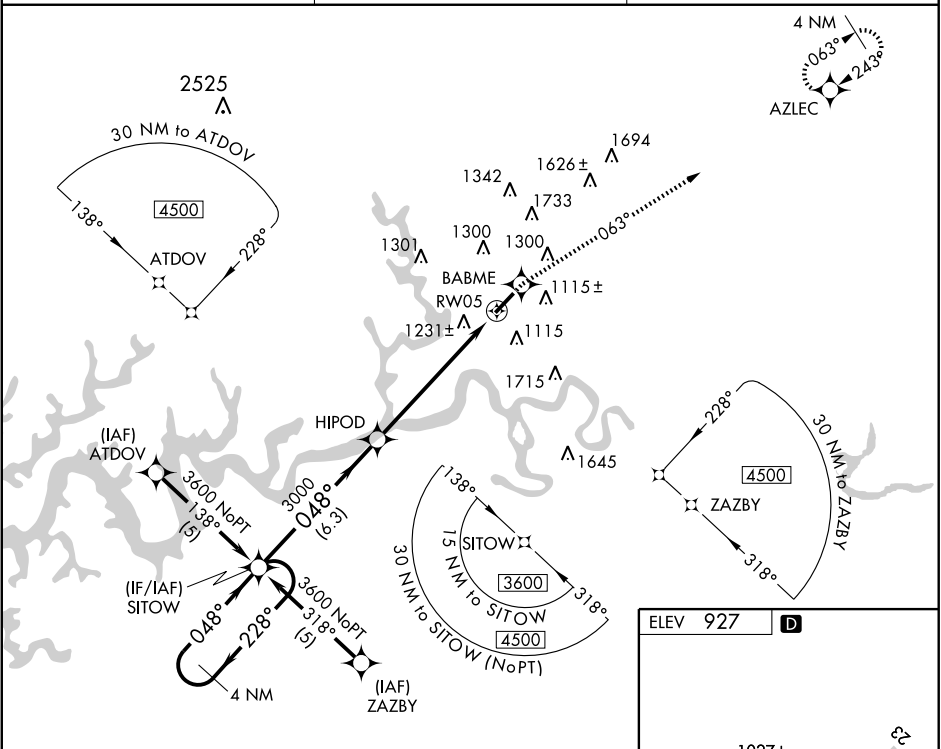 4 NM
063°
243°
AZLEC
2525
30 NM to ATDOV
4500
138°
228°
ATDOV
1694
1626±
1342
1733
1300
1300
1301
063°
BABME
RW05
1115±
1231±
1115
1715
HIPOD
1645
(IAF)
ATDOV
3600 NoPT
138°
(5)
3000
048°
(6.3)
(IF/IAF)
SITOW
048°
228°
4 NM
3600 NoPT
318°
(5)
(IAF)
ZAZBY
138°
SITOW
318°
15 NM to SITOW
3600
30 NM to SITOW (NoPT)
4500
228°
30 NM to ZAZBY
4500
ZAZBY
318°
ELEV 927
D
23